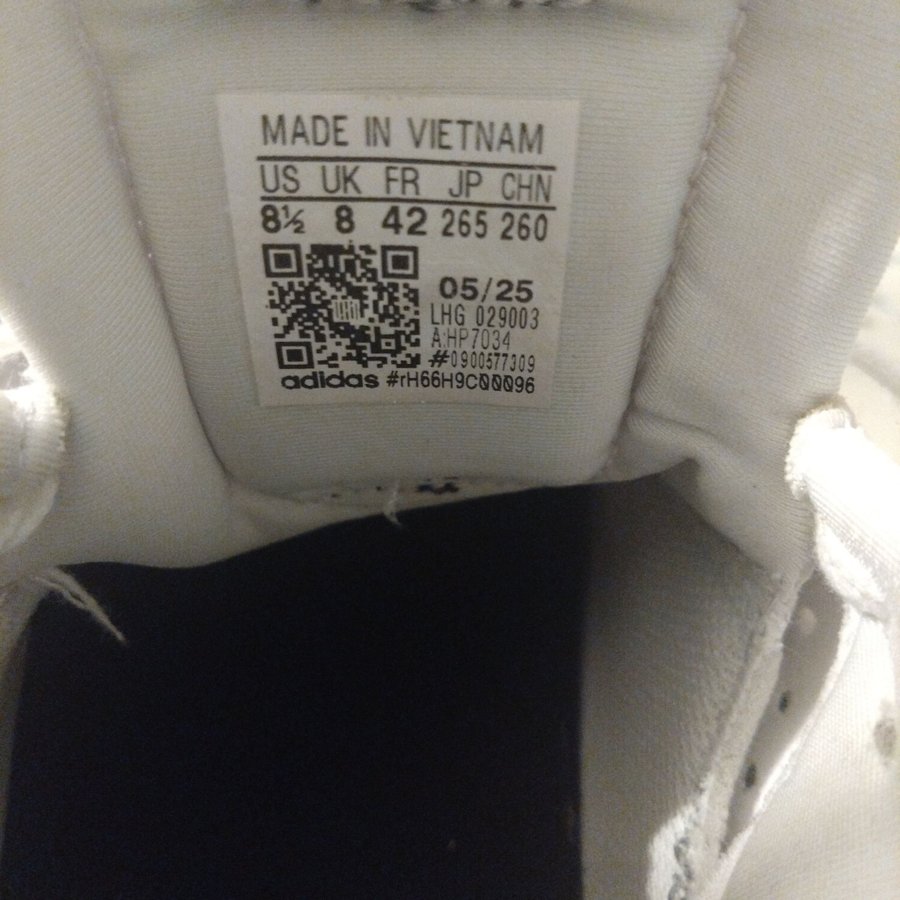 MADE IN VIETNAM
US UK FR JP CHN
8½ 8 42 265 260
05/25
LHG 029003
A:HP7034
#0900577309
adidas #rH66H9C00096